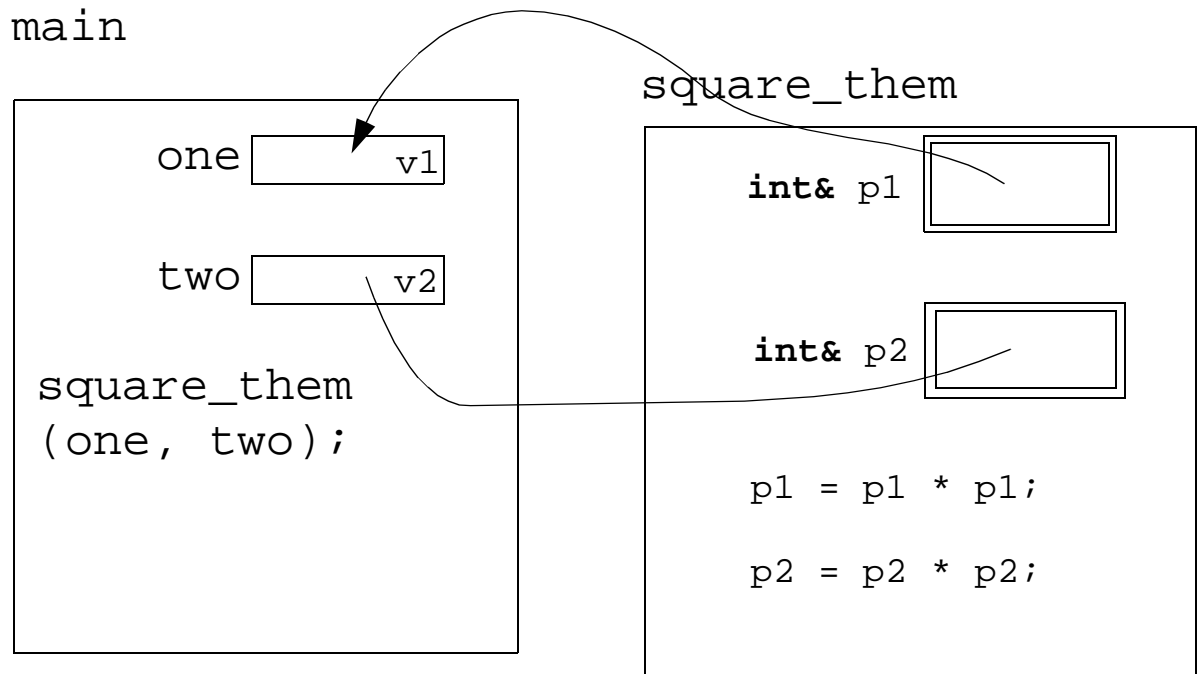 main
one v1
two v2
square_them
(one, two);
square_them
int& p1
int& p2
p1 = p1 * p1;
p2 = p2 * p2;